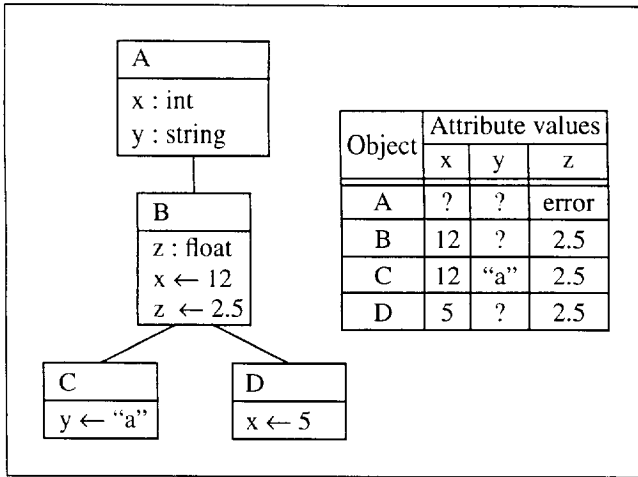 A
x : int
y : string
B
z : float
x ← 12
z ← 2.5
C
y ← “a”
D
x ← 5
Object Attribute values
x y z
A ? ? error
B 12 ? 2.5
C 12 “a” 2.5
D 5 ? 2.5